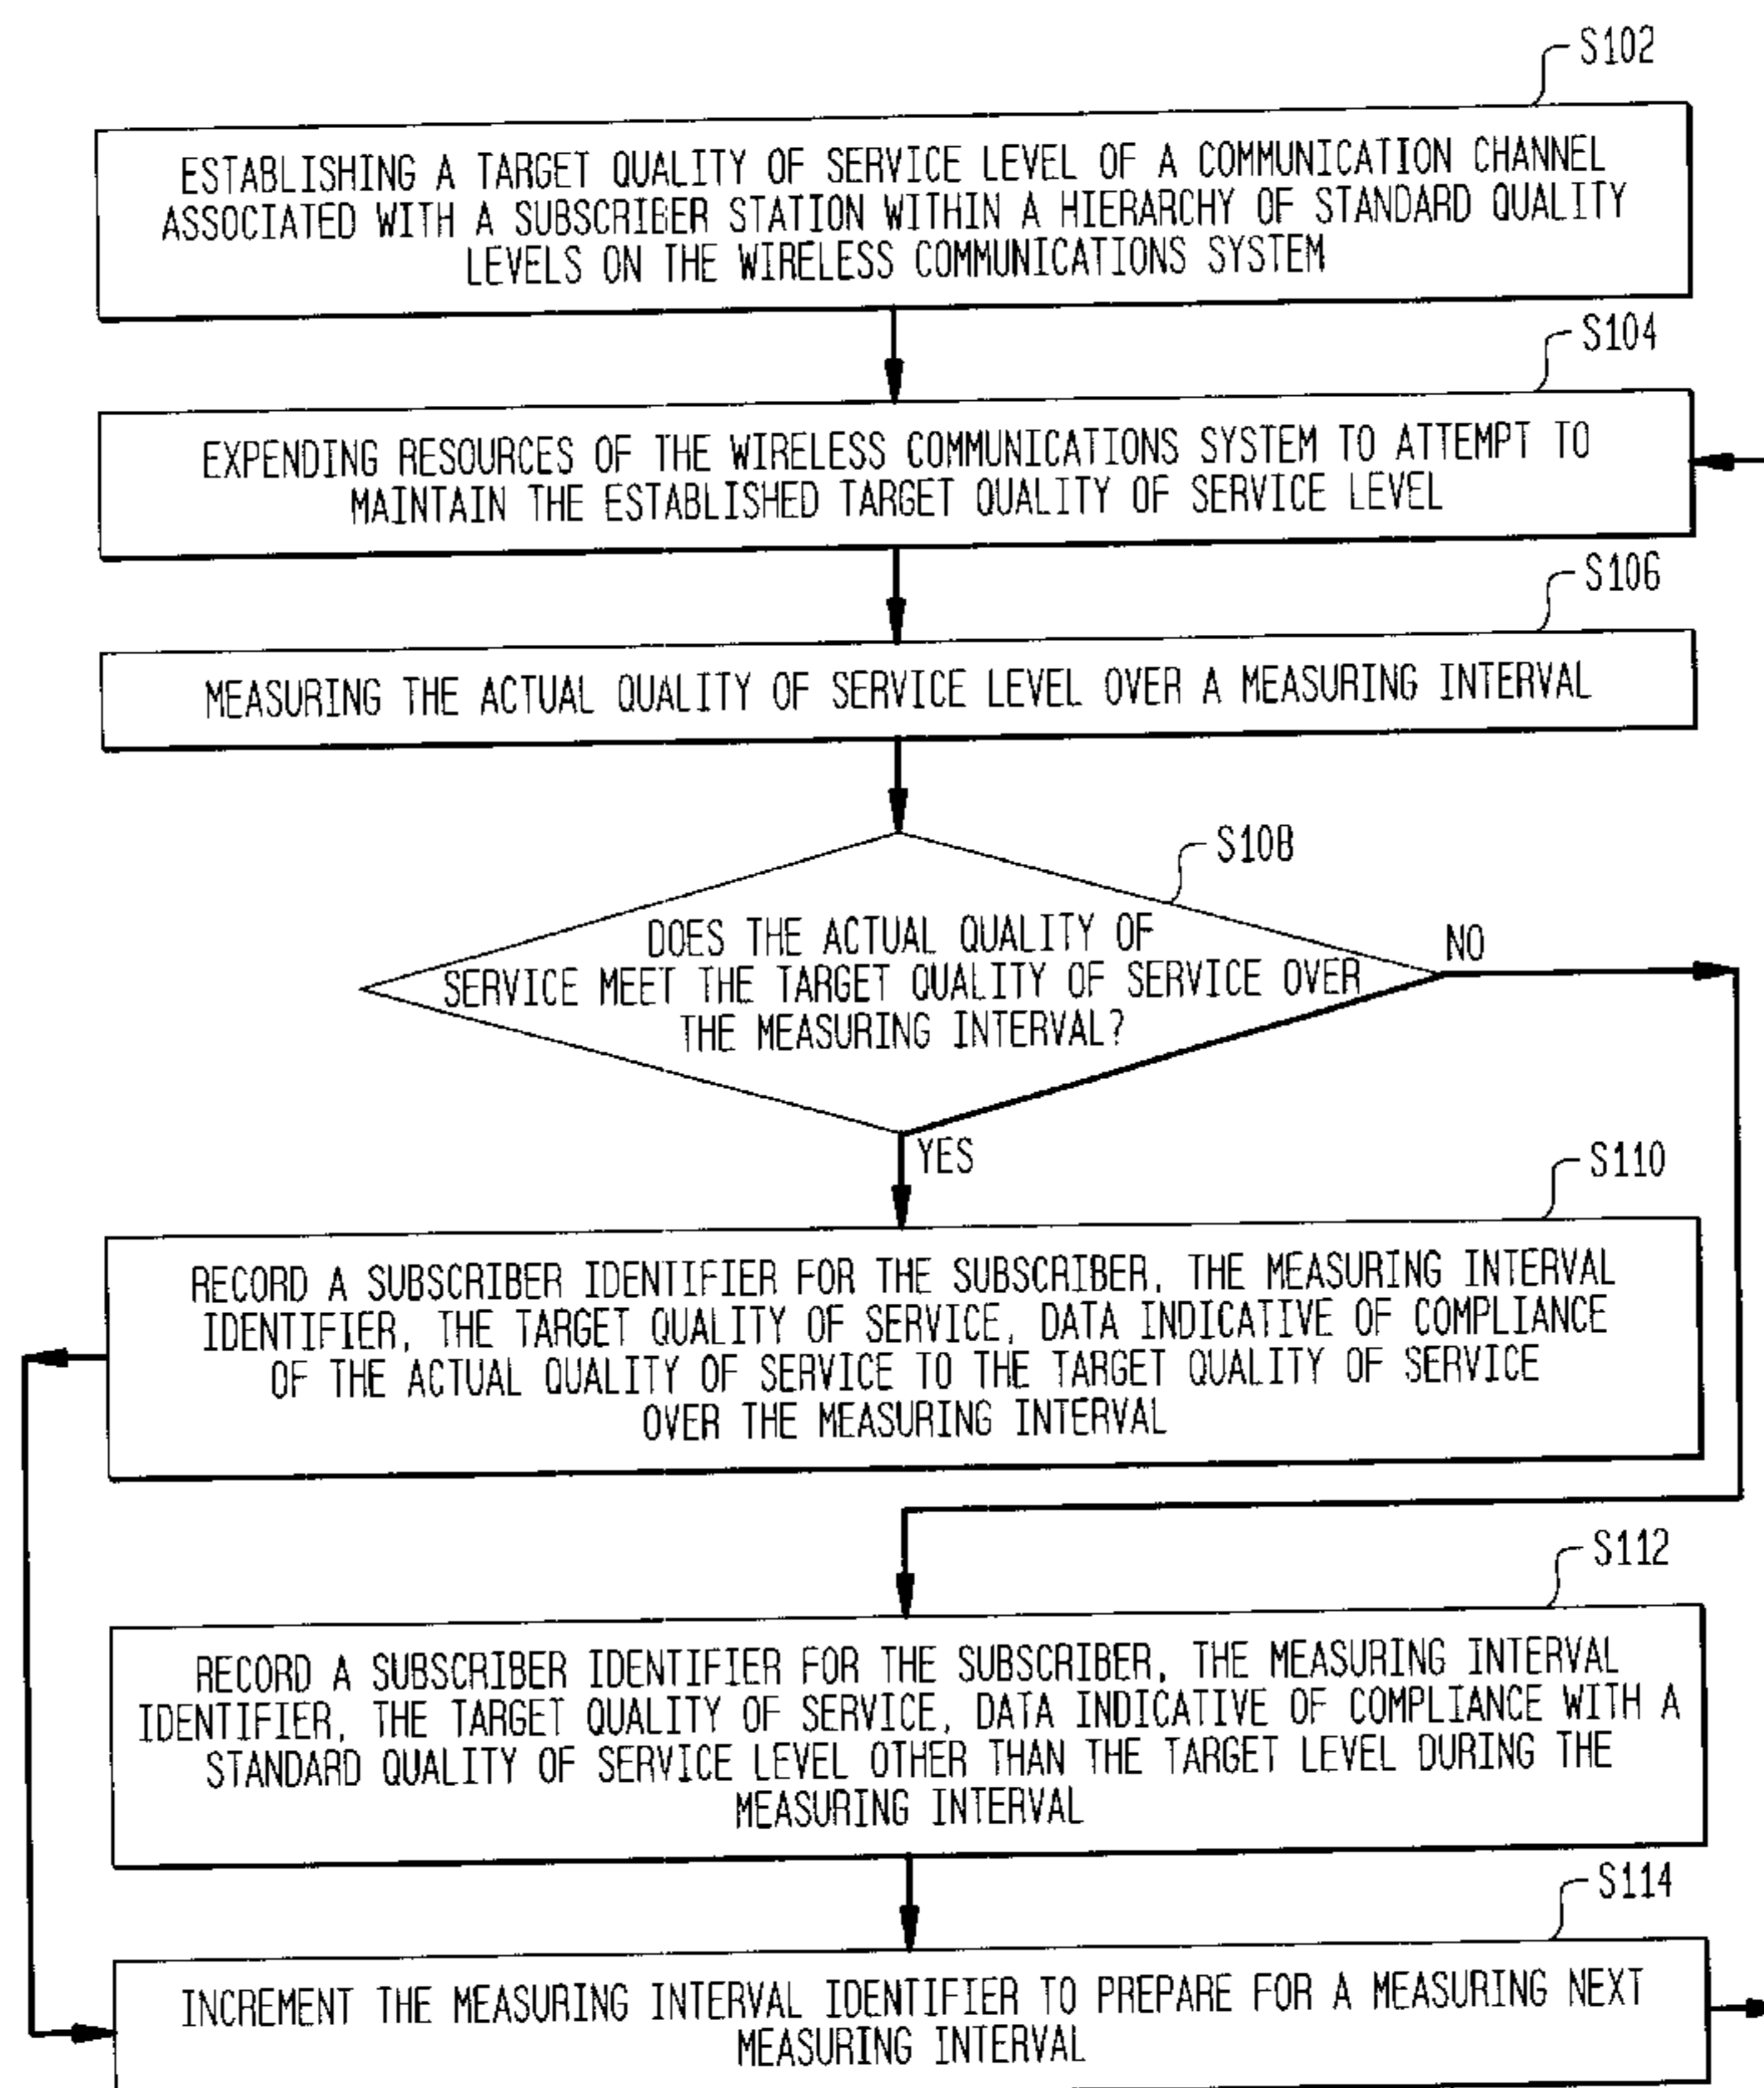 S102
ESTABLISHING A TARGET QUALITY OF SERVICE LEVEL OF A COMMUNICATION CHANNEL
ASSOCIATED WITH A SUBSCRIBER STATION WITHIN A HIERARCHY OF STANDARD QUALITY
LEVELS ON THE WIRELESS COMMUNICATIONS SYSTEM
S104
EXPENDING RESOURCES OF THE WIRELESS COMMUNICATIONS SYSTEM TO ATTEMPT TO
MAINTAIN THE ESTABLISHED TARGET QUALITY OF SERVICE LEVEL
S106
MEASURING THE ACTUAL QUALITY OF SERVICE LEVEL OVER A MEASURING INTERVAL
S108
DOES THE ACTUAL QUALITY OF
SERVICE MEET THE TARGET QUALITY OF SERVICE OVER
THE MEASURING INTERVAL?
NO
YES
S110
RECORD A SUBSCRIBER IDENTIFIER FOR THE SUBSCRIBER, THE MEASURING INTERVAL
IDENTIFIER, THE TARGET QUALITY OF SERVICE, DATA INDICATIVE OF COMPLIANCE
OF THE ACTUAL QUALITY OF SERVICE TO THE TARGET QUALITY OF SERVICE
OVER THE MEASURING INTERVAL
S112
RECORD A SUBSCRIBER IDENTIFIER FOR THE SUBSCRIBER, THE MEASURING INTERVAL
IDENTIFIER, THE TARGET QUALITY OF SERVICE, DATA INDICATIVE OF COMPLIANCE WITH A
STANDARD QUALITY OF SERVICE LEVEL OTHER THAN THE TARGET LEVEL DURING THE
MEASURING INTERVAL
S114
INCREMENT THE MEASURING INTERVAL IDENTIFIER TO PREPARE FOR A MEASURING NEXT
MEASURING INTERVAL